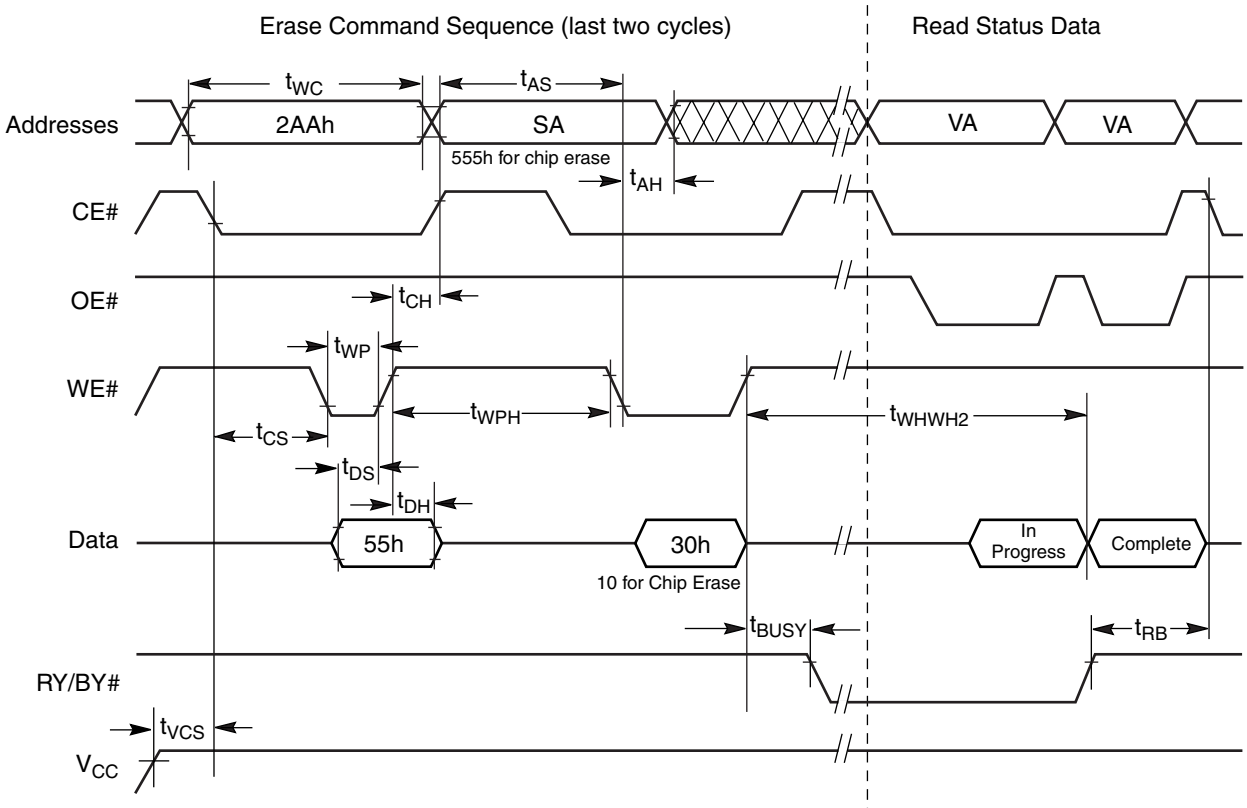 Erase Command Sequence (last two cycles) Read Status Data
tWC tAS
Addresses 2AAh SA VA VA
555h for chip erase
tAH
CE#
OE#
tCH
tWP
WE#
tWPH tWHWH2
tCS
tDS
tDH
Data 55h 30h In Progress Complete
10 for Chip Erase
tBUSY tRB
RY/BY#
tVCS
VCC